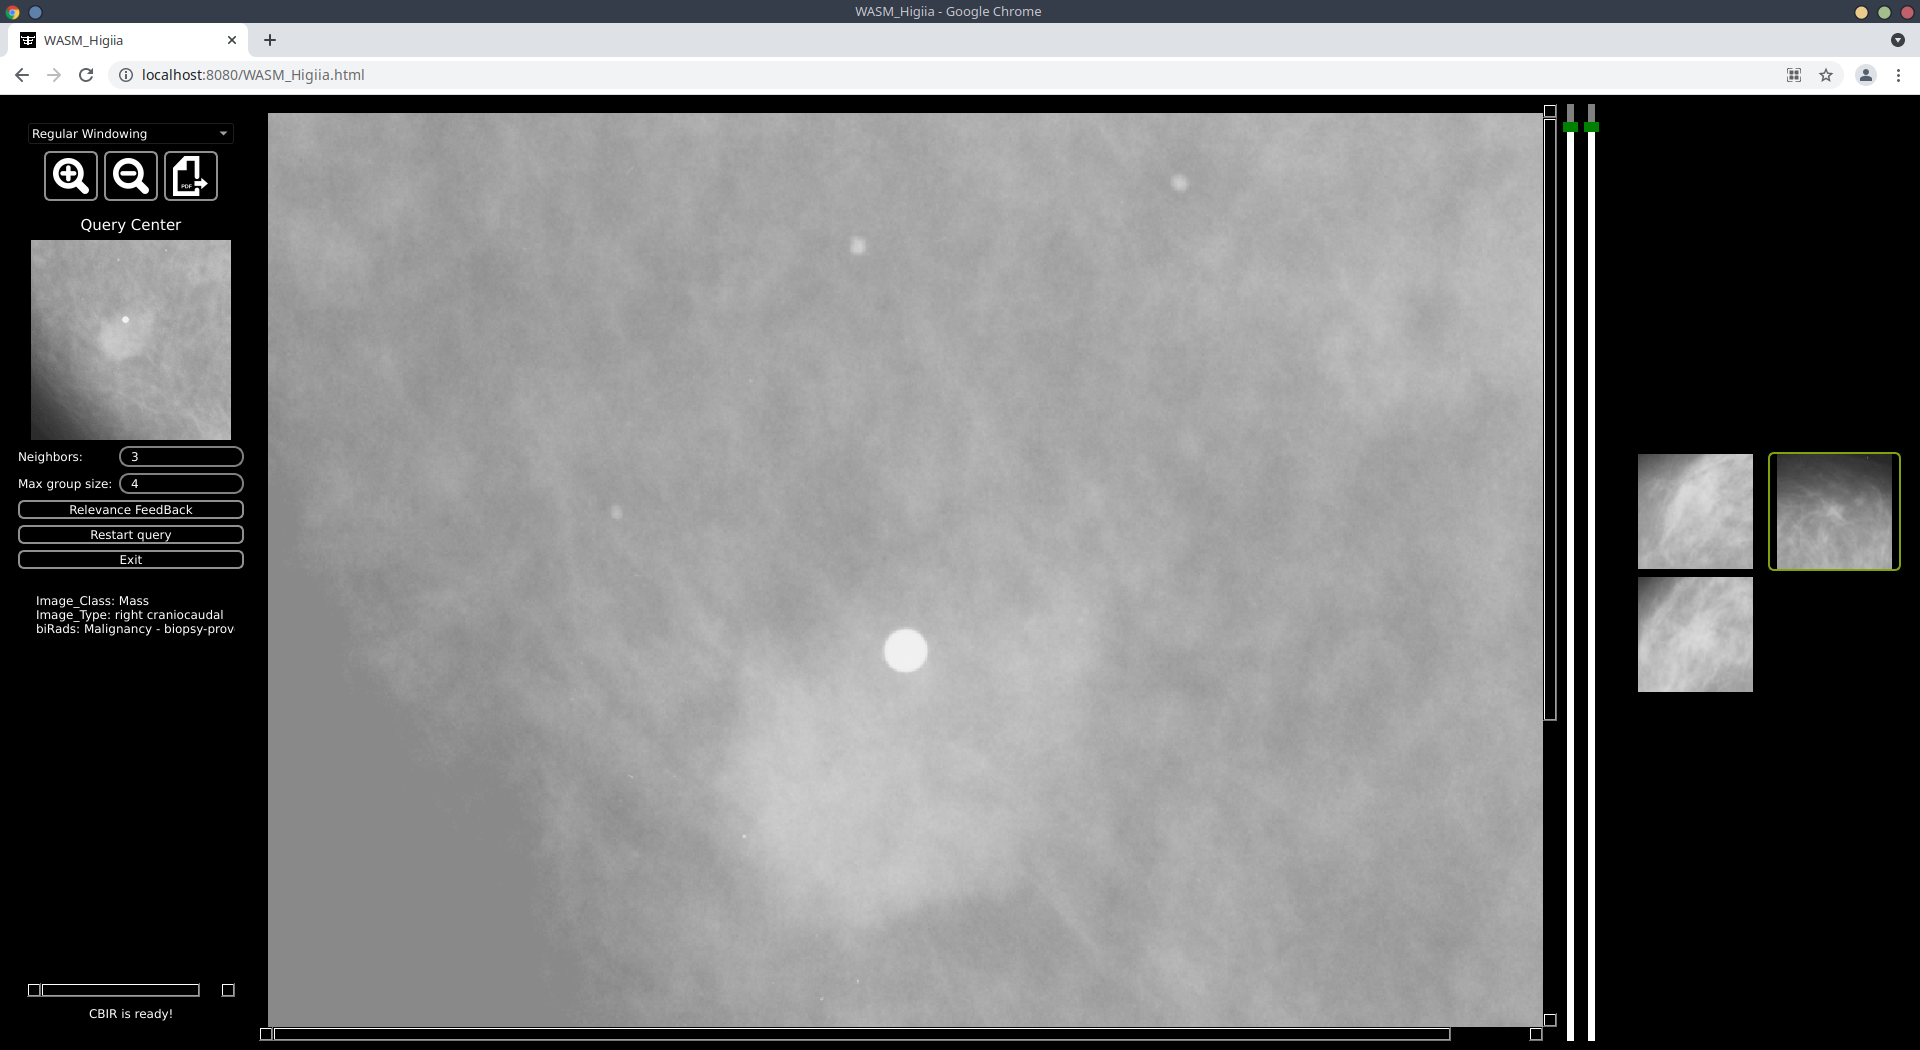 WASM_Higiia - Google Chrome
WASM_Higiia
localhost:8080/WASM_Higiia.html
Regular Windowing
PDF
Query Center
Neighbors: 3
Max group size: 4
Relevance FeedBack
Restart query
Exit
Image_Class: Mass
Image_Type: right craniocaudal
biRads: Malignancy - biopsy-prov
CBIR is ready!